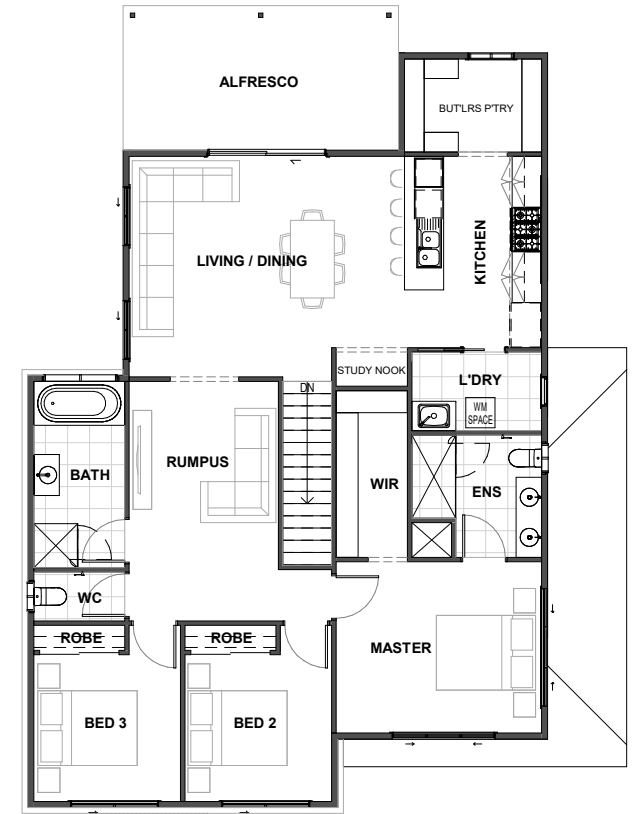 ALFRESCO
BUT'LRS P'TRY
LIVING / DINING
KITCHEN
STUDY NOOK
L'DRY
DN
WM
SPACE
RUMPUS
BATH
WIR
ENS
WC
ROBE
ROBE
MASTER
BED 3
BED 2